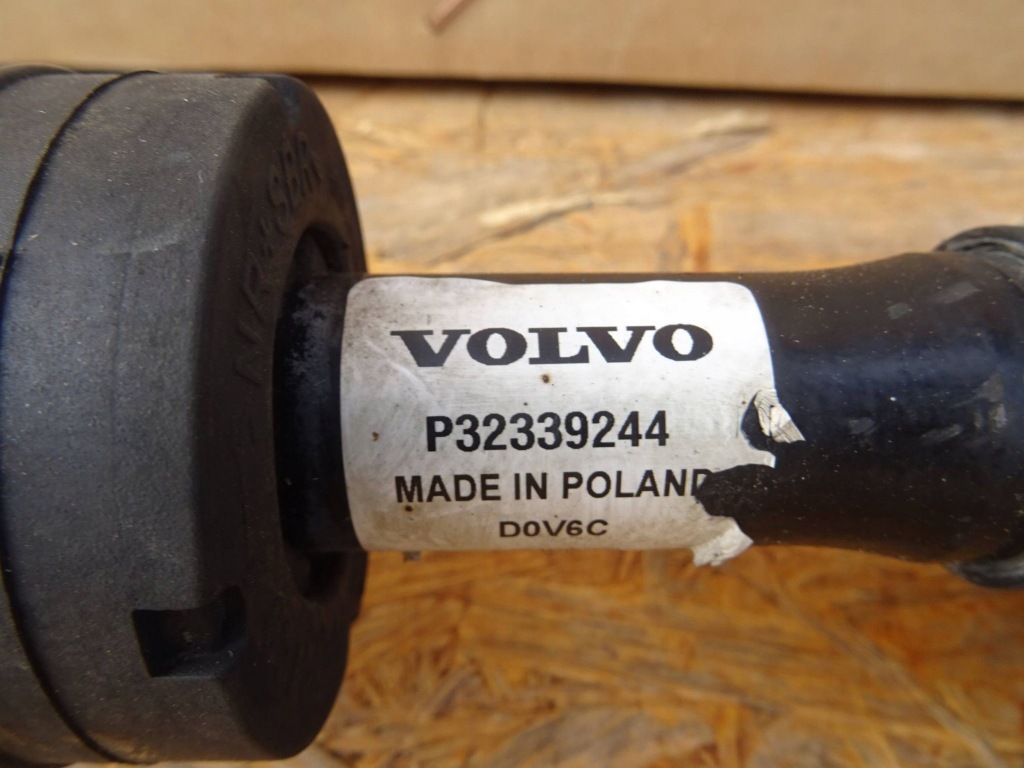 VOLVO
P32339244
MADE IN POLAND
D0V6C